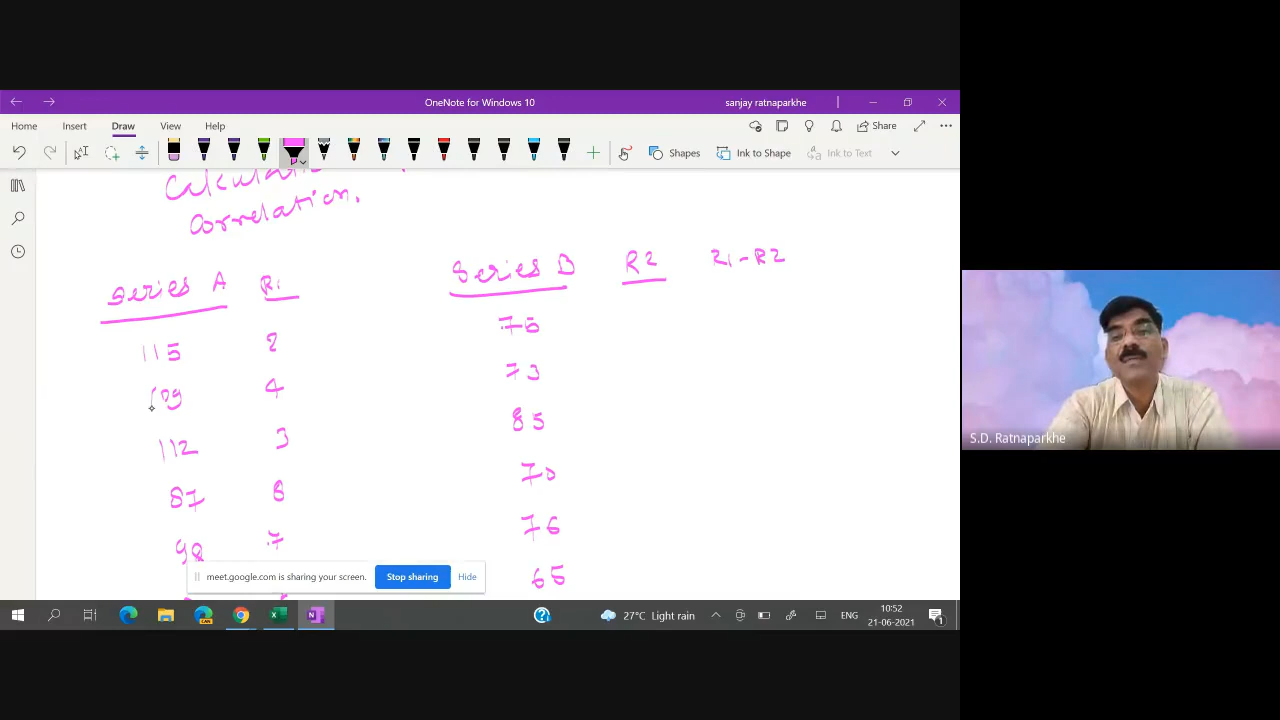 OneNote for Windows 10
sanjay ratnaparkhe
Home Insert Draw View Help
Share
Shapes Ink to Shape Ink to Text
correlation.
Series A R1 Series B R2 R1-R2
115 2 75
109 4 73
112 3 85
87 8 70
98 7 76
65
meet.google.com is sharing your screen. Stop sharing Hide
S.D. Ratnaparkhe
27°C Light rain ENG 10:52
21-06-2021